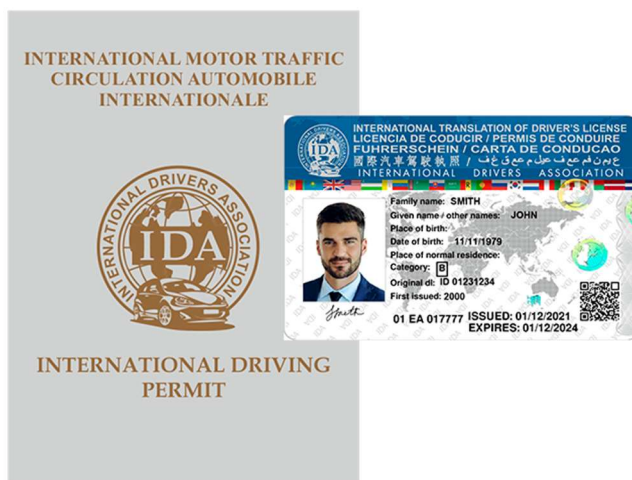 INTERNATIONAL MOTOR TRAFFIC
CIRCULATION AUTOMOBILE
INTERNATIONALE
INTERNATIONAL DRIVERS ASSOCIATION
IDA
INTERNATIONAL DRIVING
PERMIT
IDA
INTERNATIONAL TRANSLATION OF DRIVER'S LICENSE
LICENCIA DE CODUCIR / PERMIS DE CONDUIRE
FUHRERSCHEIN / CARTA DE CONDUCAO
國際汽車駕駛執照 /
INTERNATIONAL DRIVERS ASSOCIATION
Family name: SMITH
Given name / other names: JOHN
Place of birth:
Date of birth: 11/11/1979
Place of normal residence:
Category: B
Original dl: ID 01231234
First issued: 2000
Smith
01 EA 017777 ISSUED: 01/12/2021
EXPIRES: 01/12/2024